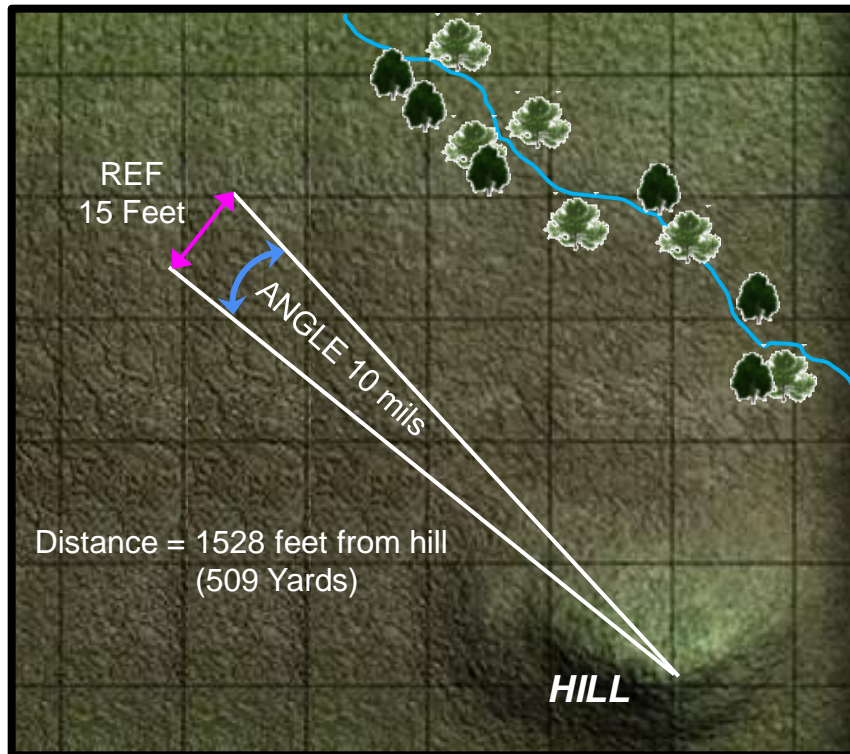 REF
15 Feet
ANGLE 10 mils
Distance = 1528 feet from hill
(509 Yards)
HILL